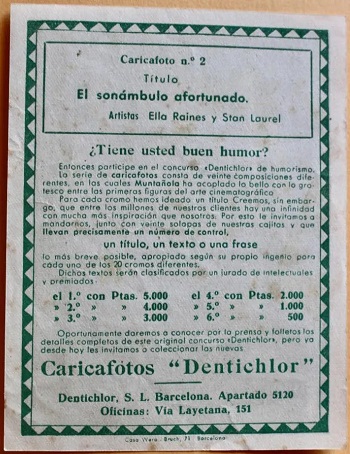 Caricafoto n.º 2
Título
El sonámbulo afortunado.
Artistas Ella Raines y Stan Laurel
¿Tiene usted buen humor?
Entonces participe en el concurso «Dentichlor» de humorismo.
La serie de caricafotos consta de veinte composiciones dife-
rentes, en las cuales Muntañola ha acoplado lo bello con lo gro-
tesco entre las primeras figuras del arte cinematográfico
Para cada cromo hemos ideado un título Creemos, sin embar-
go, que entre los millones de nuestros clientes hay una infinidad
con mucha más inspiración que nosotros. Por esto le invitamos a
mandarnos, junto con veinte solapas de nuestras cajitas y que
llevan precisamente un número de control,
un título, un texto o una frase
lo más breve posible, apropiado según su propio ingenio para
cada uno de los 20 cromos diferentes.
Dichos textos serán clasificados por un jurado de intelectuales
y premiados:
el 1.º con Ptas. 5.000 el 4.º con Ptas. 2.000
» 2.º » » 4.000 » 5.º » » 1.000
» 3.º » » 3.000 » 6.º » » 500
Oportunamente daremos a conocer por la prensa y folletos los
detalles completos de este original concurso «Dentichlor», pero ya
desde hoy les invitamos a coleccionar las nuevas
Caricafotos "Dentichlor"
Dentichlor, S. L. Barcelona. Apartado 5120
Oficinas: Vía Layetana, 151
Bruch, 71 Barcelona